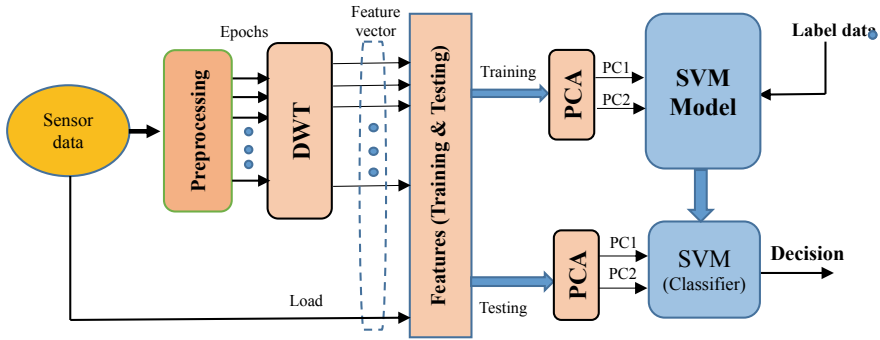 Sensor
data
Preprocessing
Epochs
DWT
Feature
vector
Load
Features (Training & Testing)
Training
PCA
PC1
PC2
SVM
Model
Label data
Testing
PCA
PC1
PC2
SVM
(Classifier)
Decision